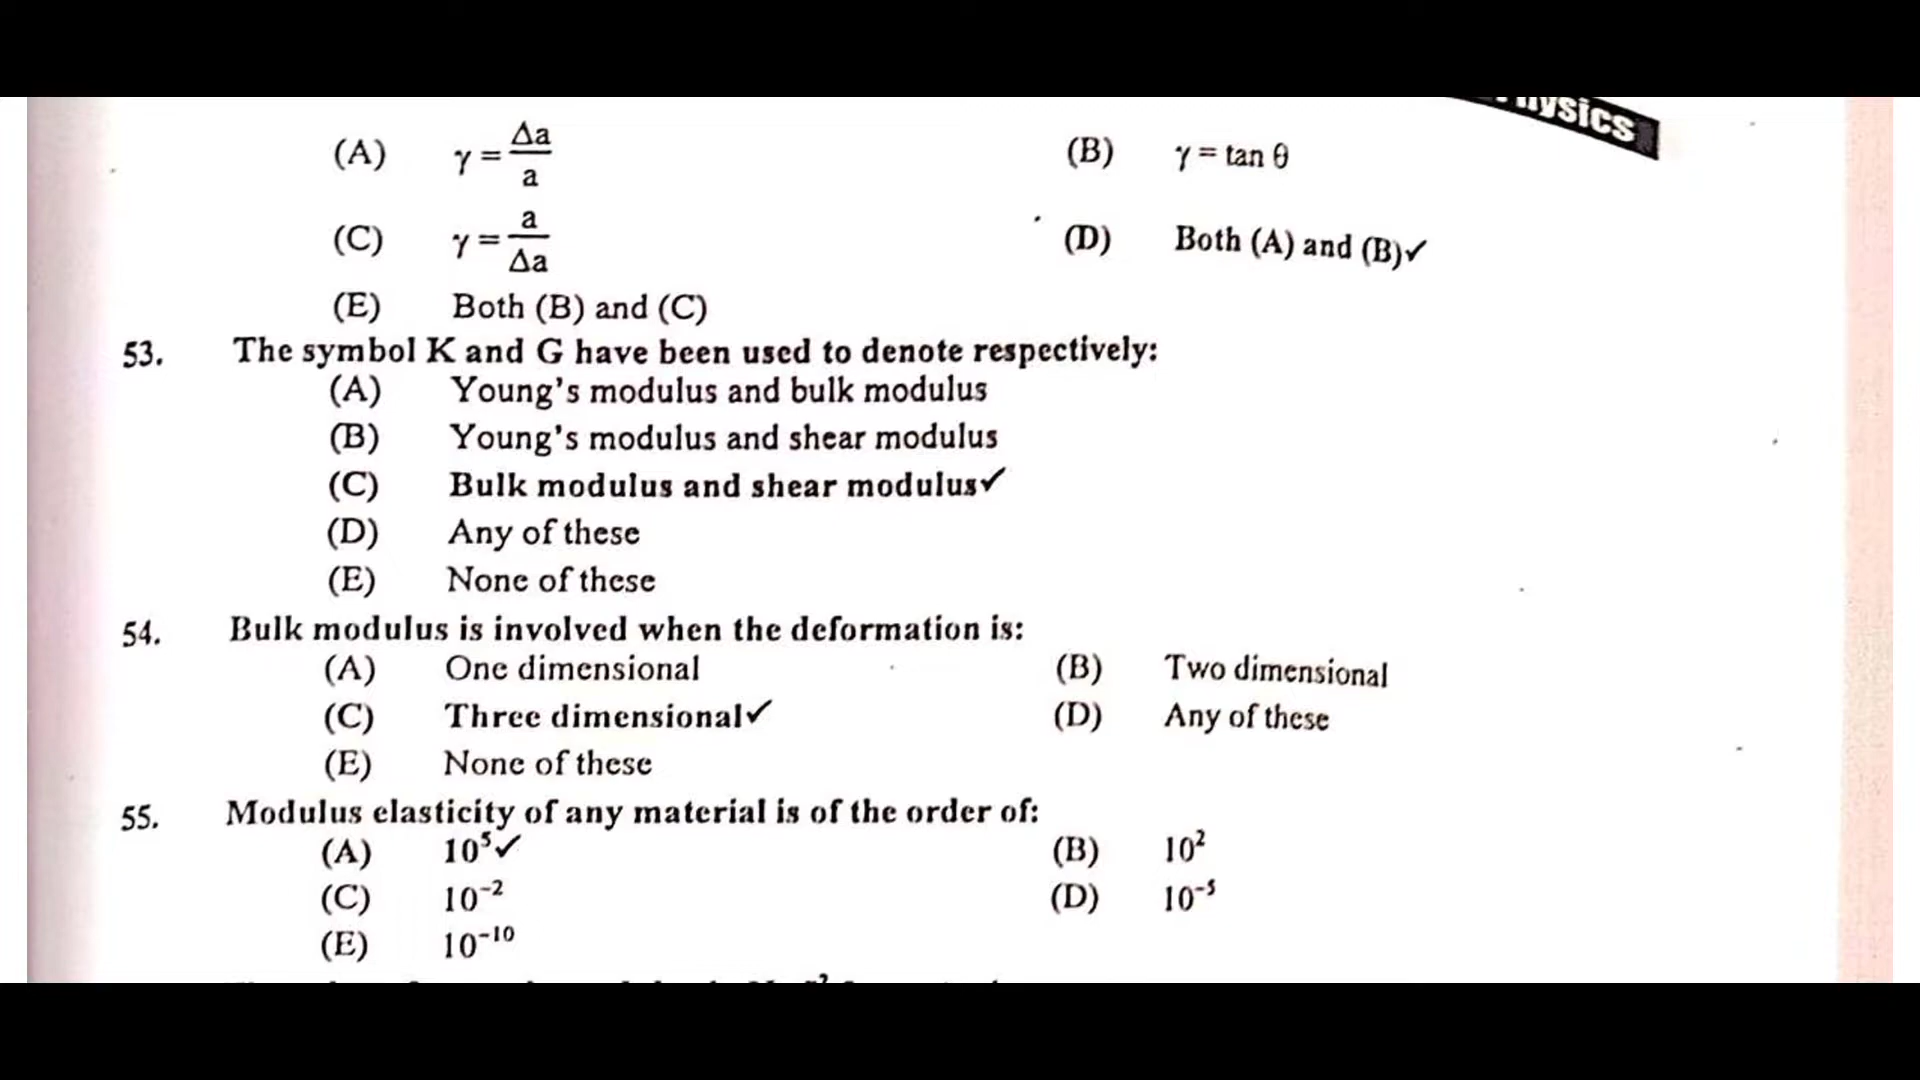 (A) γ = Δa/a (B) γ = tan θ
(C) γ = a/Δa (D) Both (A) and (B)✓
(E) Both (B) and (C)
53. The symbol K and G have been used to denote respectively:
(A) Young's modulus and bulk modulus
(B) Young's modulus and shear modulus
(C) Bulk modulus and shear modulus✓
(D) Any of these
(E) None of these
54. Bulk modulus is involved when the deformation is:
(A) One dimensional (B) Two dimensional
(C) Three dimensional✓ (D) Any of these
(E) None of these
55. Modulus elasticity of any material is of the order of:
(A) 10⁵✓ (B) 10²
(C) 10⁻² (D) 10⁻⁵
(E) 10⁻¹⁰